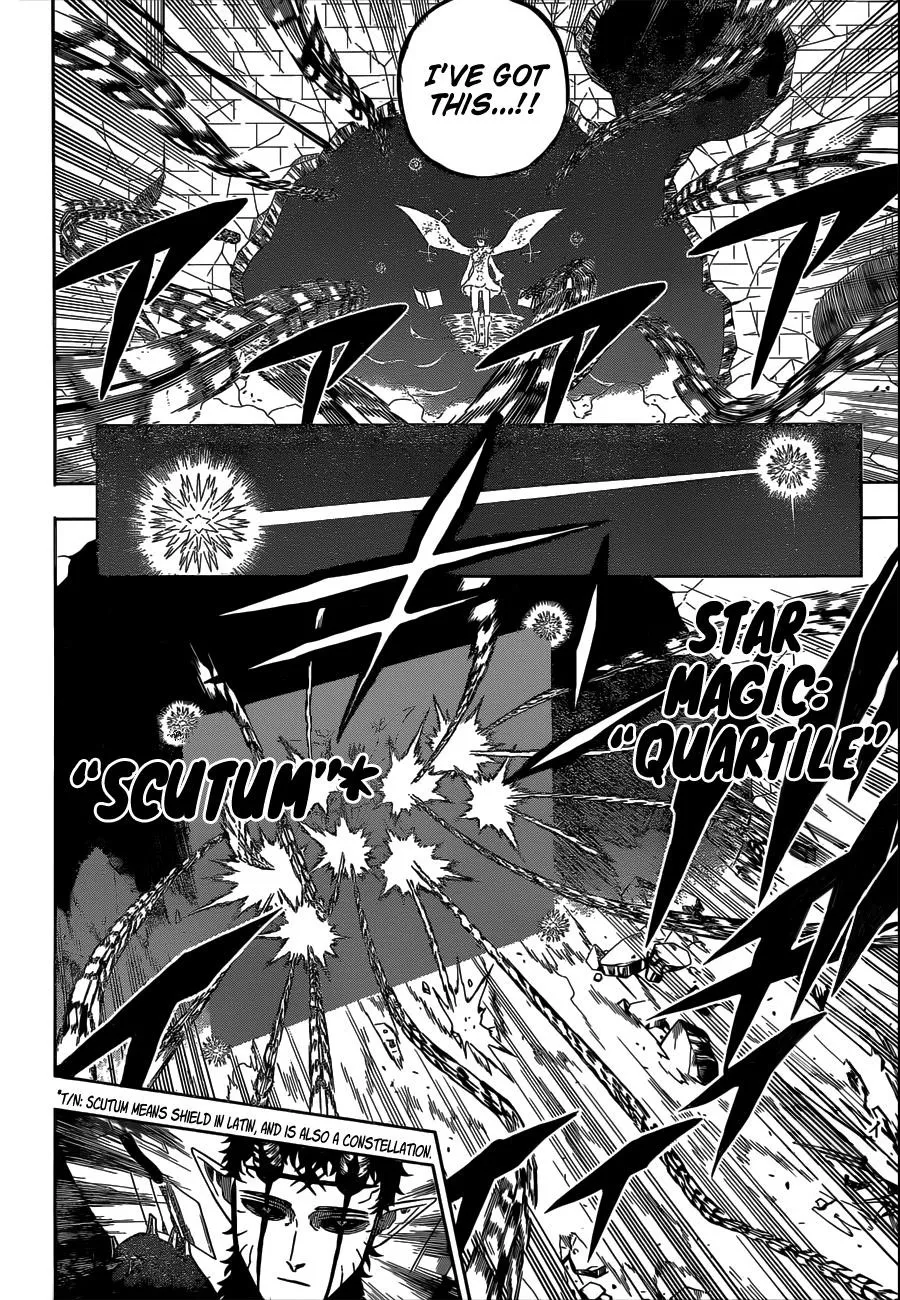 I'VE GOT
THIS...!!
STAR
MAGIC:
"QUARTILE"
"SCUTUM"*
*T/N: SCUTUM MEANS SHIELD IN LATIN, AND IS ALSO A CONSTELLATION.